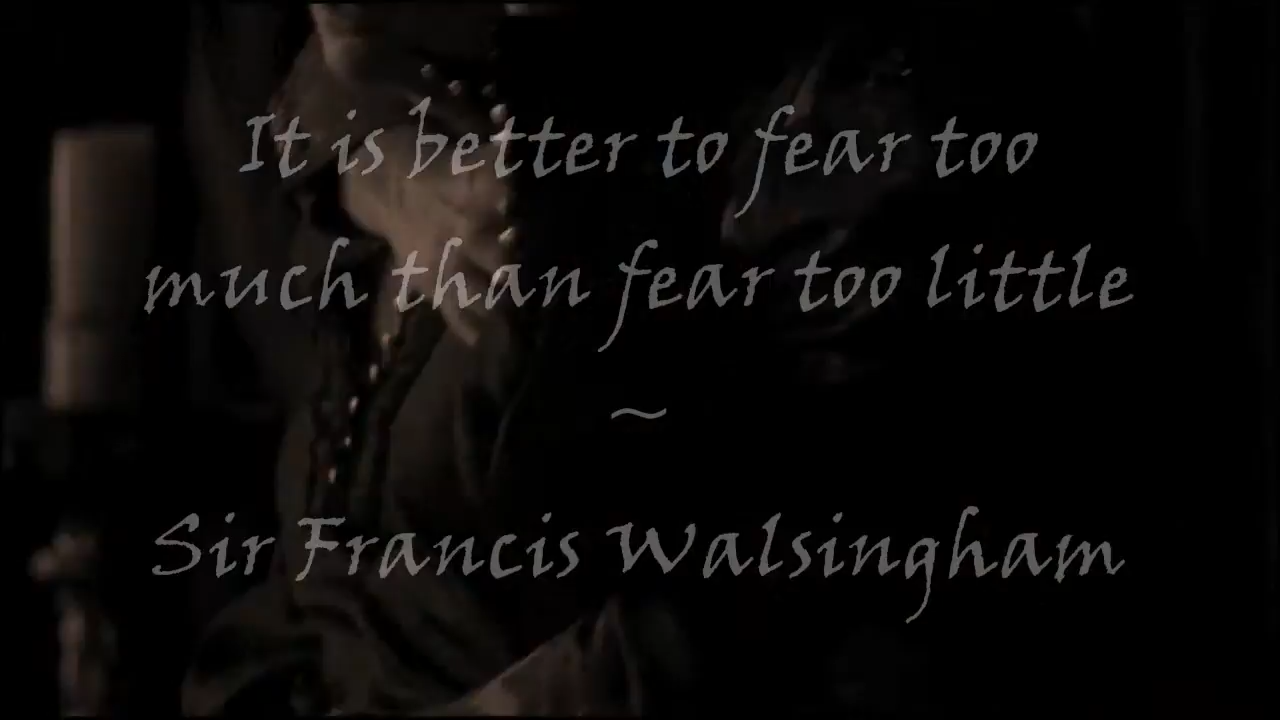 It is better to fear too
much than fear too little
~
Sir Francis Walsingham